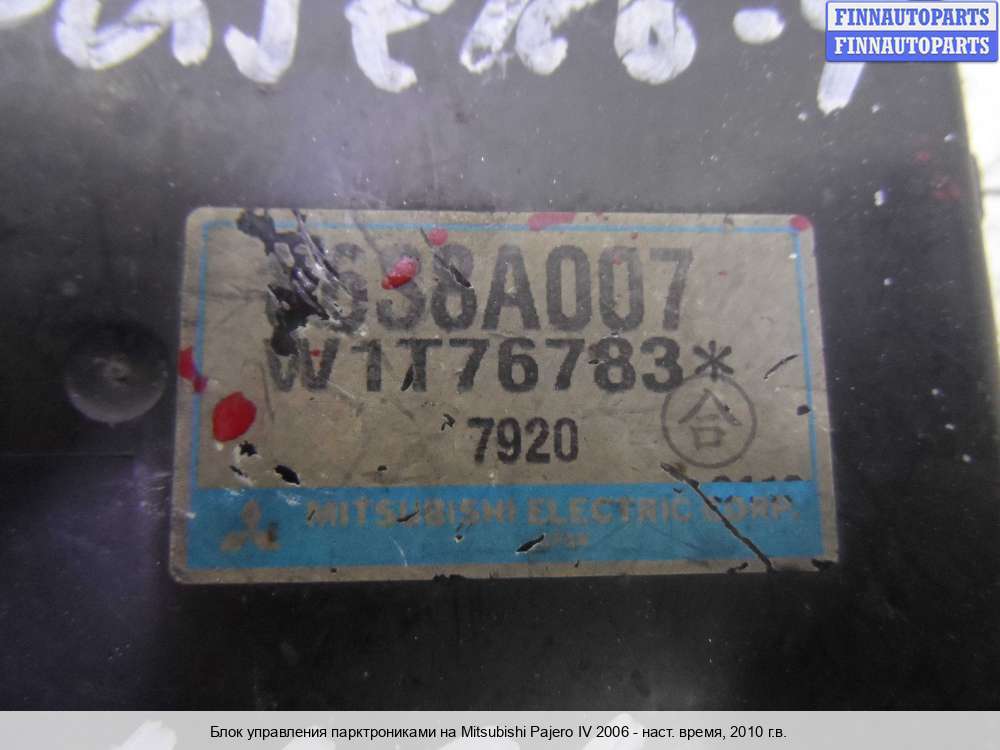 FINNAUTOPARTS
FINNAUTOPARTS
W1T76783*
7920
合
MITSUBISHI ELECTRIC CORP.
Блок управления парктрониками на Mitsubishi Pajero IV 2006 - наст. время, 2010 г.в.